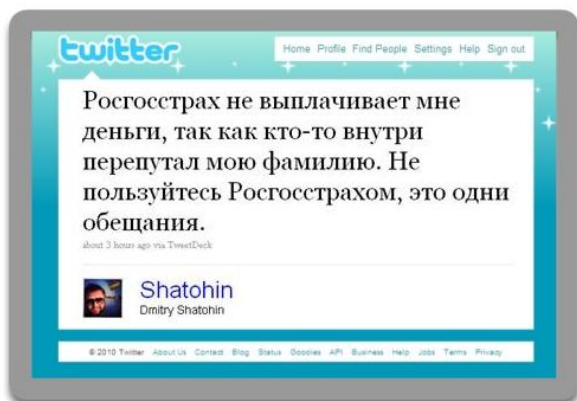 twitter
Home Profile Find People Settings Help Sign out
Росгосстрах не выплачивает мне
деньги, так как кто-то внутри
перепутал мою фамилию. Не
пользуйтесь Росгосстрахом, это одни
обещания.
about 3 hours ago via TweetDeck
Shatohin
Dmitry Shatohin
© 2010 Twitter About Us Contact Blog Status Goodies API Business Help Jobs Terms Privacy